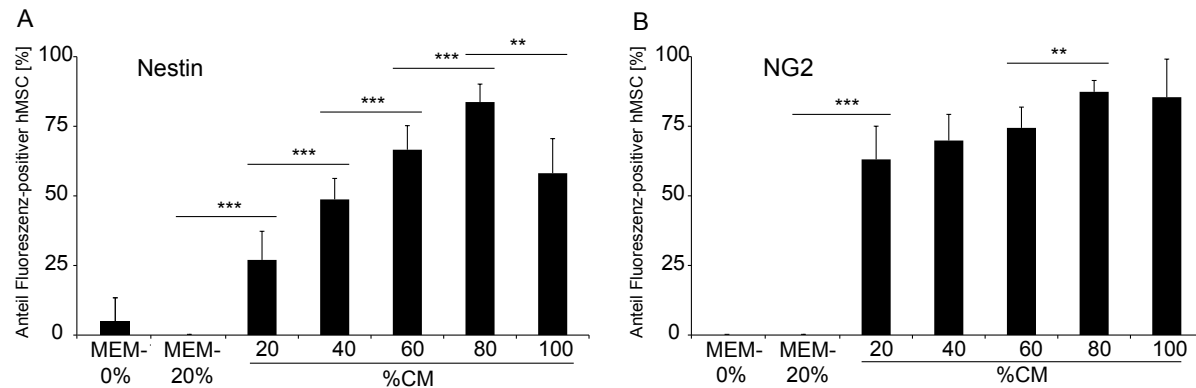 A
Anteil Fluoreszenz-positiver hMSC [%]
Nestin
100
75
50
25
0
***
***
***
***
**
MEM-
0%
MEM-
20%
20 40 60 80 100
%CM
B
Anteil Fluoreszenz-positiver hMSC [%]
NG2
100
75
50
25
0
***
**
MEM-
0%
MEM-
20%
20 40 60 80 100
%CM